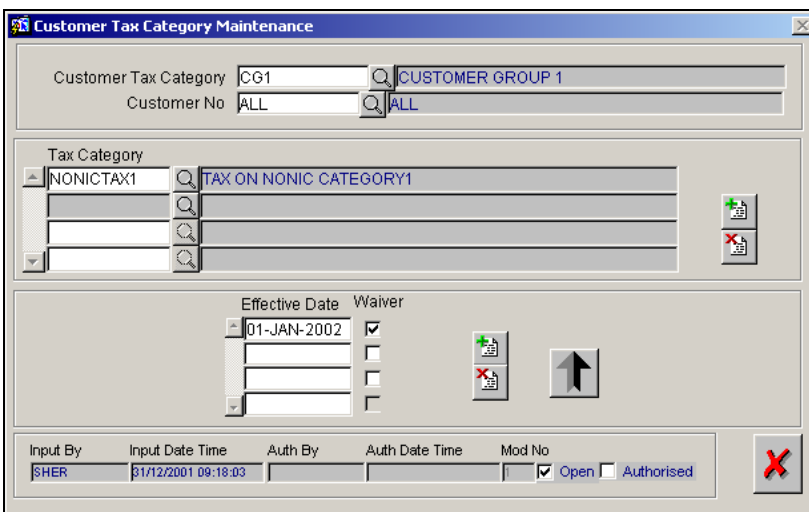 Customer Tax Category Maintenance
Customer Tax Category CG1 CUSTOMER GROUP 1
Customer No ALL ALL
Tax Category
NONICTAX1 TAX ON NONIC CATEGORY1
Effective Date Waiver
01-JAN-2002
Input By Input Date Time Auth By Auth Date Time Mod No
SHER 31/12/2001 09:18:03 1 Open Authorised